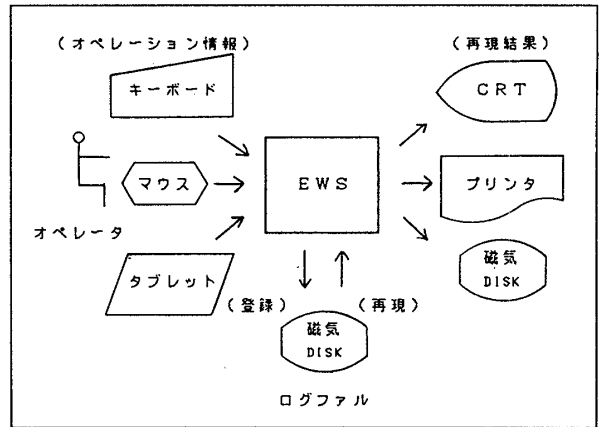 (オペレーション情報)
(再現結果)
キーボード
CRT
マウス
EWS
プリンタ
オペレータ
タブレット
磁気
DISK
(登録)
(再現)
磁気
DISK
ログファル